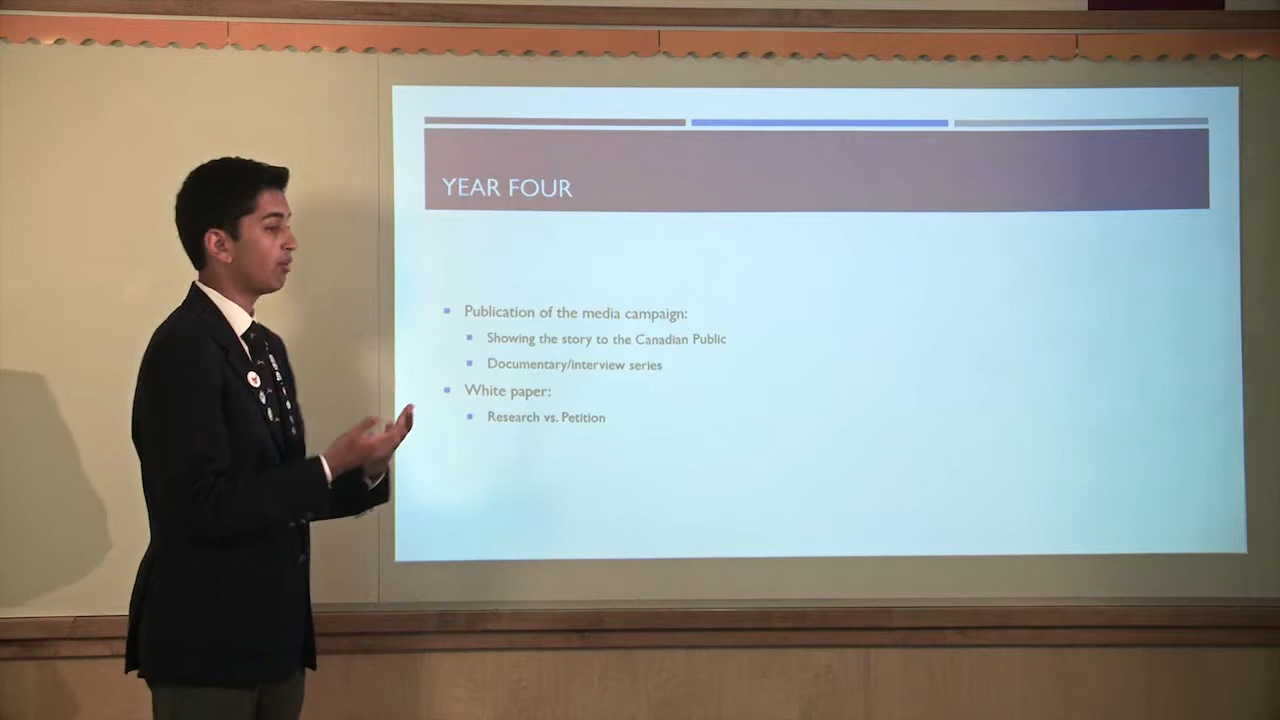 YEAR FOUR
Publication of the media campaign:
Showing the story to the Canadian Public
Documentary/interview series
White paper:
Research vs. Petition